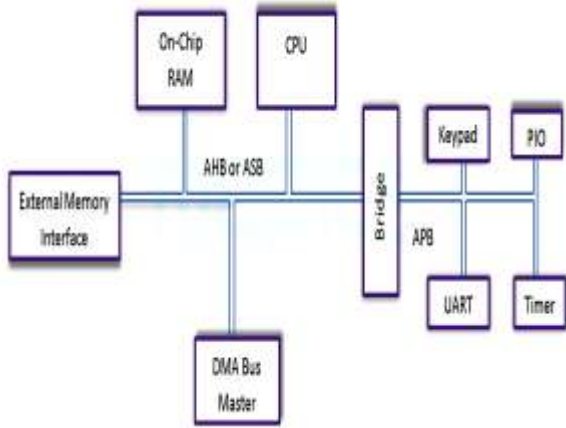 On-Chip
RAM
CPU
Keypad
PIO
AHB or ASB
External Memory
Interface
Bridge
APB
UART
Timer
DMA Bus
Master